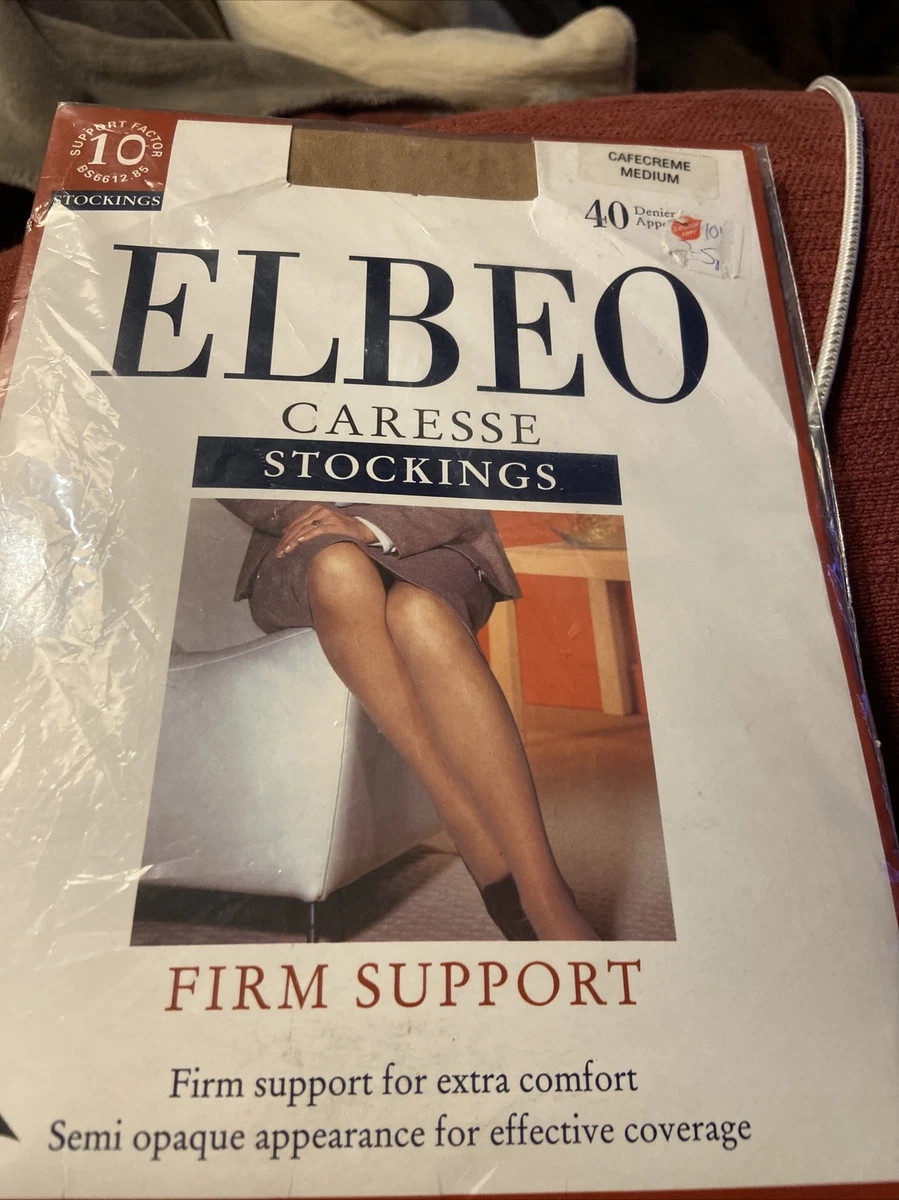 SUPPORT FACTOR
10
BS6612.85
STOCKINGS
CAFECREME
MEDIUM
40 Denier
ELBEO
CARESSE
STOCKINGS
FIRM SUPPORT
Firm support for extra comfort
Semi opaque appearance for effective coverage